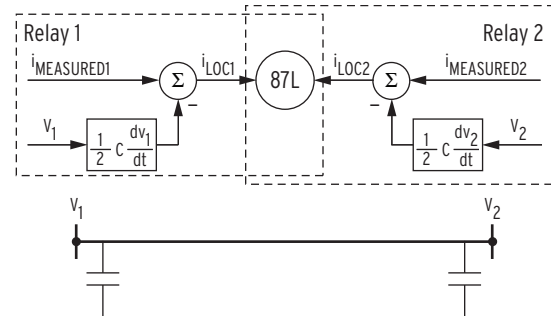 Relay 1
Relay 2
iMEASURED1
Σ
iLOC1
87L
iLOC2
Σ
iMEASURED2
–
–
V1
1/2 C dv1/dt
1/2 C dv2/dt
V2
V1
V2